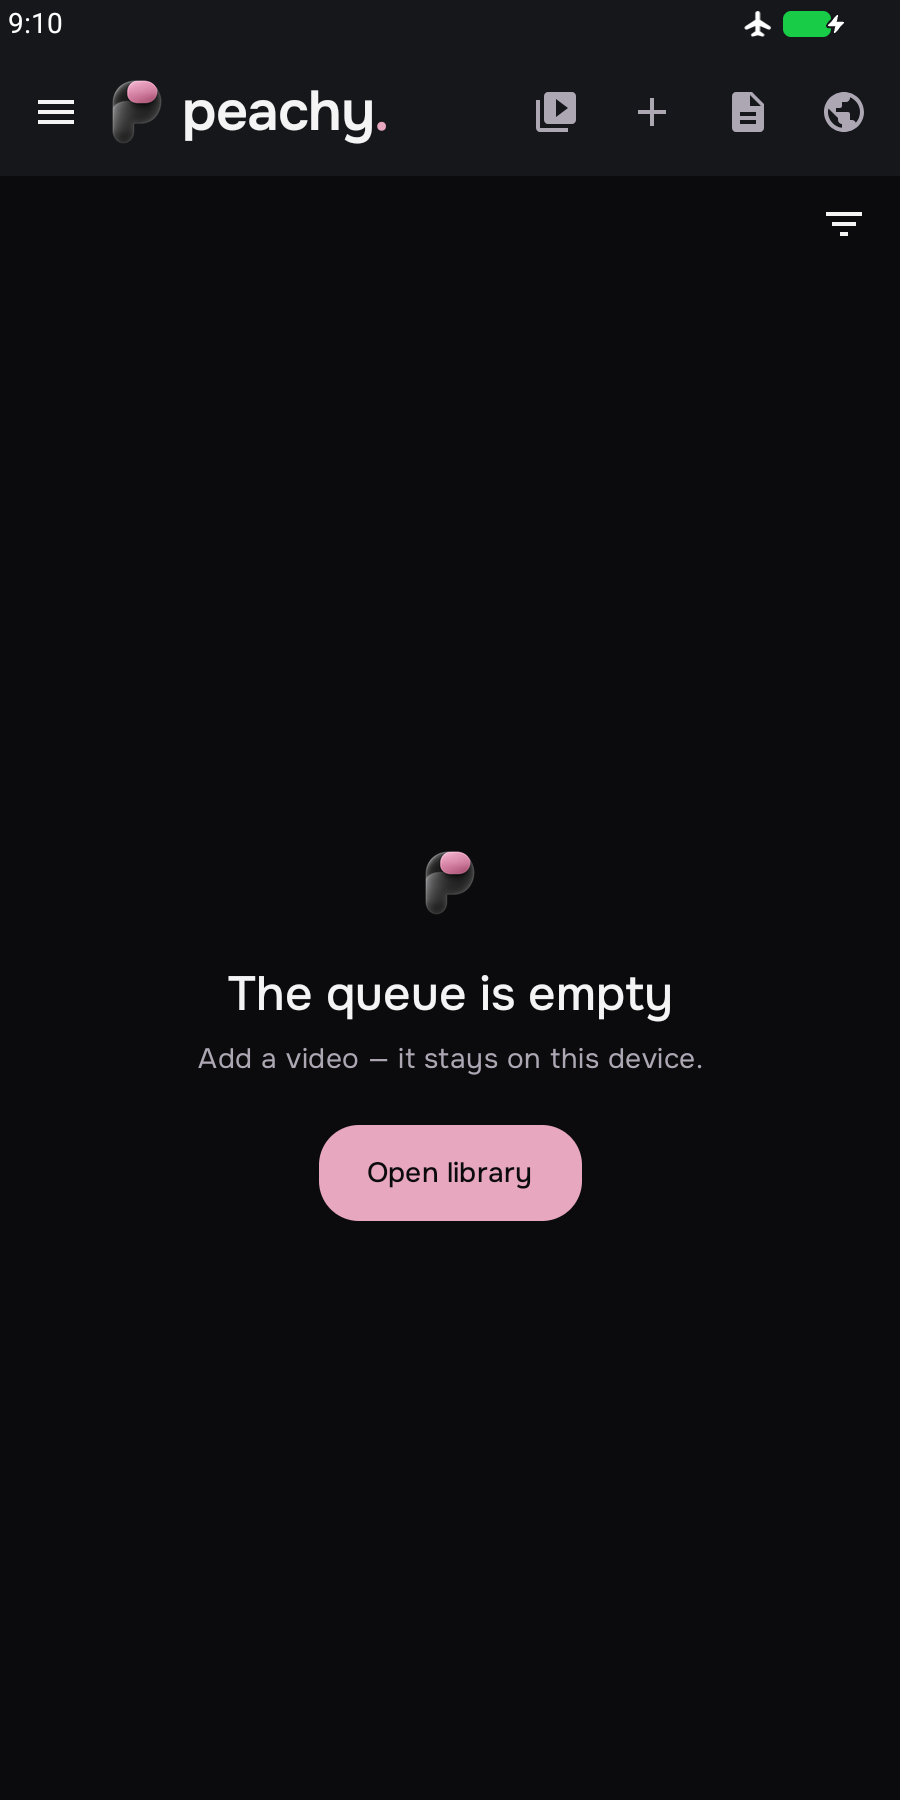 9:10
peachy.
The queue is empty
Add a video — it stays on this device.
Open library